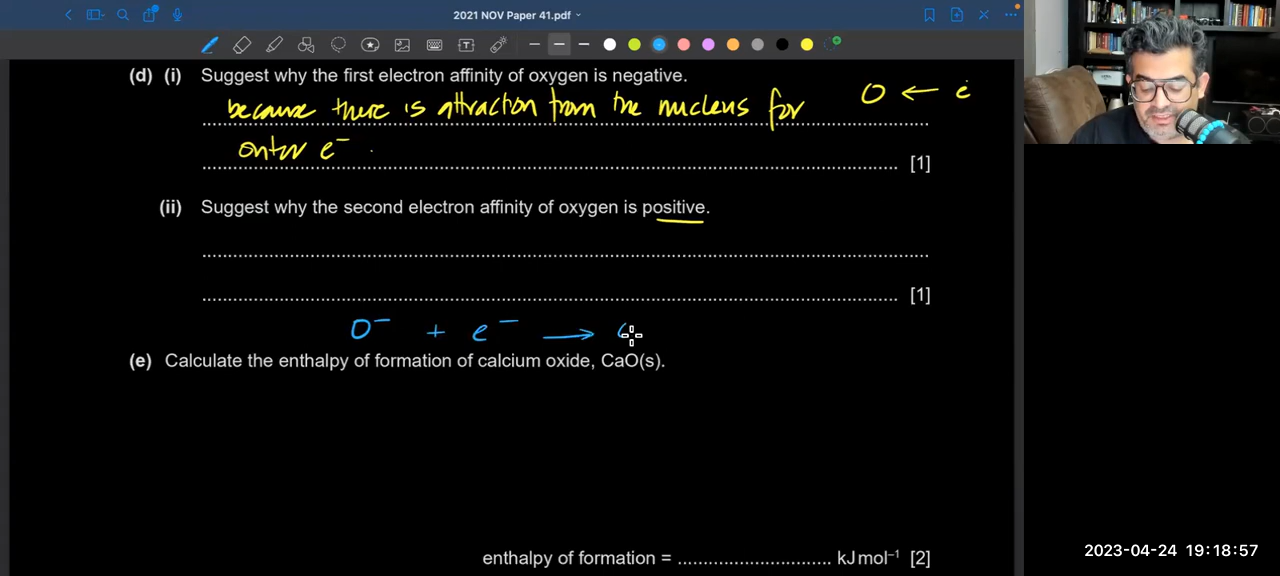 2021 NOV Paper 41.pdf
(d) (i) Suggest why the first electron affinity of oxygen is negative.
because there is attraction from the nucleus for
O ← e
outer e⁻
[1]
(ii) Suggest why the second electron affinity of oxygen is positive.
[1]
O⁻ + e⁻ →
(e) Calculate the enthalpy of formation of calcium oxide, CaO(s).
enthalpy of formation = .............................. kJ mol⁻¹ [2]
2023-04-24 19:18:57